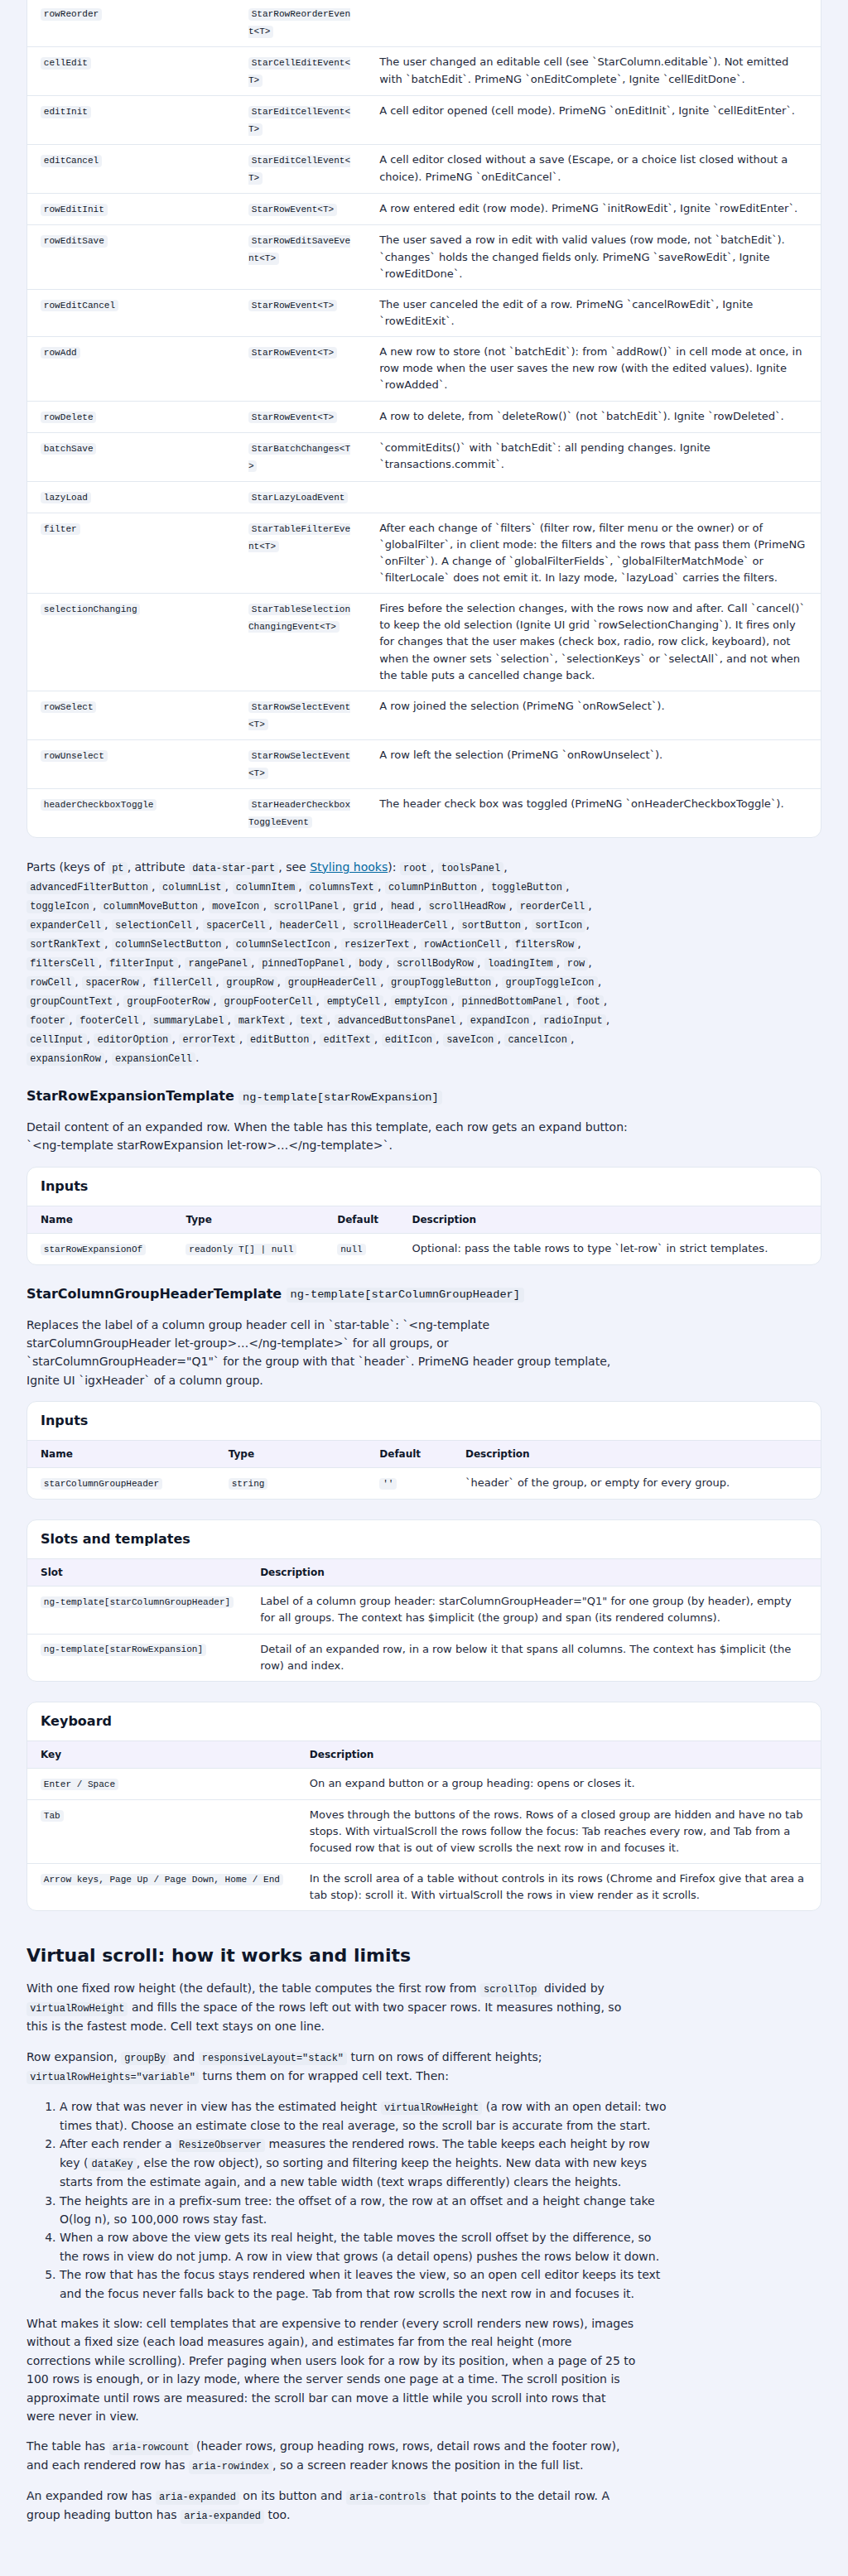 rowReorder StarRowReorderEven
t<T>
cellEdit StarCellEditEvent< The user changed an editable cell (see `StarColumn.editable`). Not emitted
T> with `batchEdit`. PrimeNG `onEditComplete`, Ignite `cellEditDone`.
editInit StarEditCellEvent< A cell editor opened (cell mode). PrimeNG `onEditInit`, Ignite `cellEditEnter`.
T>
editCancel StarEditCellEvent< A cell editor closed without a save (Escape, or a choice list closed without a
T> choice). PrimeNG `onEditCancel`.
rowEditInit StarRowEvent<T> A row entered edit (row mode). PrimeNG `initRowEdit`, Ignite `rowEditEnter`.
rowEditSave StarRowEditSaveEve The user saved a row in edit with valid values (row mode, not `batchEdit`).
nt<T> `changes` holds the changed fields only. PrimeNG `saveRowEdit`, Ignite
`rowEditDone`.
rowEditCancel StarRowEvent<T> The user canceled the edit of a row. PrimeNG `cancelRowEdit`, Ignite
`rowEditExit`.
rowAdd StarRowEvent<T> A new row to store (not `batchEdit`): from `addRow()` in cell mode at once, in
row mode when the user saves the new row (with the edited values). Ignite
`rowAdded`.
rowDelete StarRowEvent<T> A row to delete, from `deleteRow()` (not `batchEdit`). Ignite `rowDeleted`.
batchSave StarBatchChanges<T `commitEdits()` with `batchEdit`: all pending changes. Ignite
> `transactions.commit`.
lazyLoad StarLazyLoadEvent
filter StarTableFilterEve After each change of `filters` (filter row, filter menu or the owner) or of
nt<T> `globalFilter`, in client mode: the filters and the rows that pass them (PrimeNG
`onFilter`). A change of `globalFilterFields`, `globalFilterMatchMode` or
`filterLocale` does not emit it. In lazy mode, `lazyLoad` carries the filters.
selectionChanging StarTableSelection Fires before the selection changes, with the rows now and after. Call `cancel()`
ChangingEvent<T> to keep the old selection (Ignite UI grid `rowSelectionChanging`). It fires only
for changes that the user makes (check box, radio, row click, keyboard), not
when the owner sets `selection`, `selectionKeys` or `selectAll`, and not when
the table puts a cancelled change back.
rowSelect StarRowSelectEvent A row joined the selection (PrimeNG `onRowSelect`).
<T>
rowUnselect StarRowSelectEvent A row left the selection (PrimeNG `onRowUnselect`).
<T>
headerCheckboxToggle StarHeaderCheckbox The header check box was toggled (PrimeNG `onHeaderCheckboxToggle`).
ToggleEvent
Parts (keys of pt, attribute data-star-part, see Styling hooks): root, toolsPanel,
advancedFilterButton, columnList, columnItem, columnsText, columnPinButton, toggleButton,
toggleIcon, columnMoveButton, moveIcon, scrollPanel, grid, head, scrollHeadRow, reorderCell,
expanderCell, selectionCell, spacerCell, headerCell, scrollHeaderCell, sortButton, sortIcon,
sortRankText, columnSelectButton, columnSelectIcon, resizerText, rowActionCell, filtersRow,
filtersCell, filterInput, rangePanel, pinnedTopPanel, body, scrollBodyRow, loadingItem, row,
rowCell, spacerRow, fillerCell, groupRow, groupHeaderCell, groupToggleButton, groupToggleIcon,
groupCountText, groupFooterRow, groupFooterCell, emptyCell, emptyIcon, pinnedBottomPanel, foot,
footer, footerCell, summaryLabel, markText, text, advancedButtonsPanel, expandIcon, radioInput,
cellInput, editorOption, errorText, editButton, editText, editIcon, saveIcon, cancelIcon,
expansionRow, expansionCell.
StarRowExpansionTemplate ng-template[starRowExpansion]
Detail content of an expanded row. When the table has this template, each row gets an expand button:
`<ng-template starRowExpansion let-row>…</ng-template>`.
Inputs
Name Type Default Description
starRowExpansionOf readonly T[] | null null Optional: pass the table rows to type `let-row` in strict templates.
StarColumnGroupHeaderTemplate ng-template[starColumnGroupHeader]
Replaces the label of a column group header cell in `star-table`: `<ng-template
starColumnGroupHeader let-group>…</ng-template>` for all groups, or
`starColumnGroupHeader="Q1"` for the group with that `header`. PrimeNG header group template,
Ignite UI `igxHeader` of a column group.
Inputs
Name Type Default Description
starColumnGroupHeader string '' `header` of the group, or empty for every group.
Slots and templates
Slot Description
ng-template[starColumnGroupHeader] Label of a column group header: starColumnGroupHeader="Q1" for one group (by header), empty
for all groups. The context has $implicit (the group) and span (its rendered columns).
ng-template[starRowExpansion] Detail of an expanded row, in a row below it that spans all columns. The context has $implicit (the
row) and index.
Keyboard
Key Description
Enter / Space On an expand button or a group heading: opens or closes it.
Tab Moves through the buttons of the rows. Rows of a closed group are hidden and have no tab
stops. With virtualScroll the rows follow the focus: Tab reaches every row, and Tab from a
focused row that is out of view scrolls the next row in and focuses it.
Arrow keys, Page Up / Page Down, Home / End In the scroll area of a table without controls in its rows (Chrome and Firefox give that area a
tab stop): scroll it. With virtualScroll the rows in view render as it scrolls.
Virtual scroll: how it works and limits
With one fixed row height (the default), the table computes the first row from scrollTop divided by
virtualRowHeight and fills the space of the rows left out with two spacer rows. It measures nothing, so
this is the fastest mode. Cell text stays on one line.
Row expansion, groupBy and responsiveLayout="stack" turn on rows of different heights;
virtualRowHeights="variable" turns them on for wrapped cell text. Then:
1. A row that was never in view has the estimated height virtualRowHeight (a row with an open detail: two
times that). Choose an estimate close to the real average, so the scroll bar is accurate from the start.
2. After each render a ResizeObserver measures the rendered rows. The table keeps each height by row
key (dataKey, else the row object), so sorting and filtering keep the heights. New data with new keys
starts from the estimate again, and a new table width (text wraps differently) clears the heights.
3. The heights are in a prefix-sum tree: the offset of a row, the row at an offset and a height change take
O(log n), so 100,000 rows stay fast.
4. When a row above the view gets its real height, the table moves the scroll offset by the difference, so
the rows in view do not jump. A row in view that grows (a detail opens) pushes the rows below it down.
5. The row that has the focus stays rendered when it leaves the view, so an open cell editor keeps its text
and the focus never falls back to the page. Tab from that row scrolls the next row in and focuses it.
What makes it slow: cell templates that are expensive to render (every scroll renders new rows), images
without a fixed size (each load measures again), and estimates far from the real height (more
corrections while scrolling). Prefer paging when users look for a row by its position, when a page of 25 to
100 rows is enough, or in lazy mode, where the server sends one page at a time. The scroll position is
approximate until rows are measured: the scroll bar can move a little while you scroll into rows that
were never in view.
The table has aria-rowcount (header rows, group heading rows, rows, detail rows and the footer row),
and each rendered row has aria-rowindex, so a screen reader knows the position in the full list.
An expanded row has aria-expanded on its button and aria-controls that points to the detail row. A
group heading button has aria-expanded too.